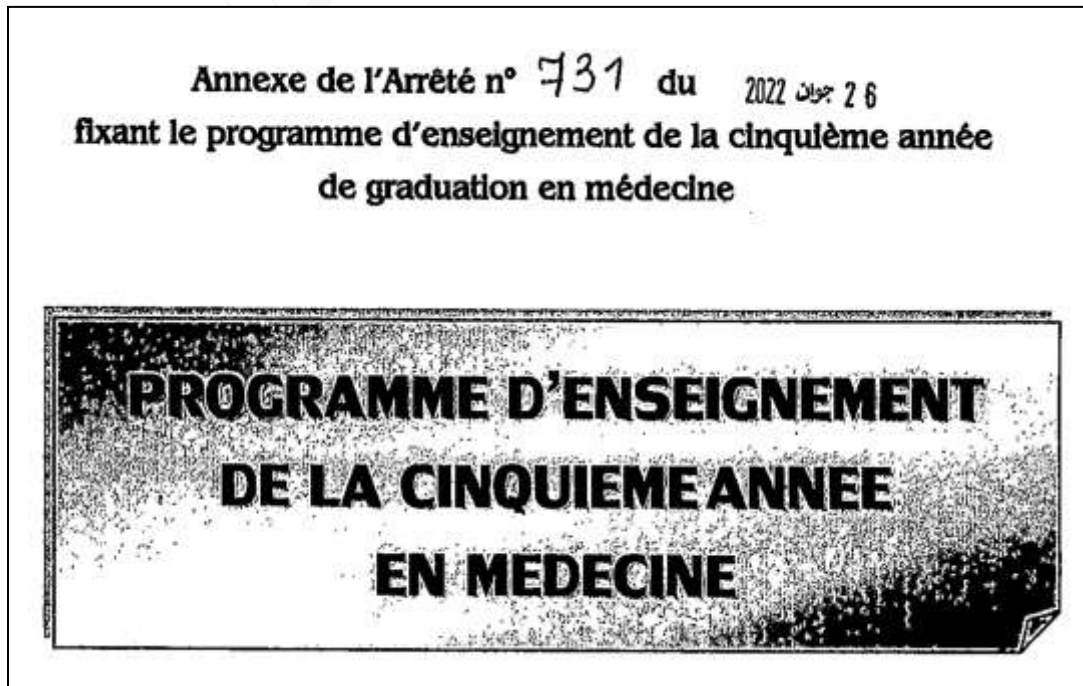 Annexe de l'Arrêté n° 731 du 26 جوان 2022
fixant le programme d'enseignement de la cinquième année
de graduation en médecine
PROGRAMME D'ENSEIGNEMENT
DE LA CINQUIEME ANNEE
EN MEDECINE